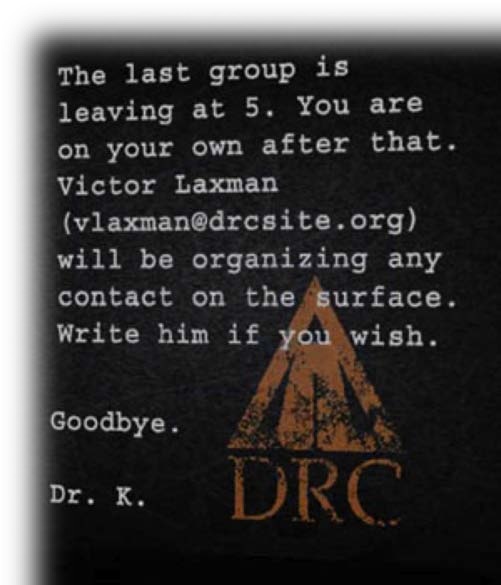 The last group is
leaving at 5. You are
on your own after that.
Victor Laxman
(vlaxman@drcsite.org)
will be organizing any
contact on the surface.
Write him if you wish.
Goodbye.
Dr. K.
DRC